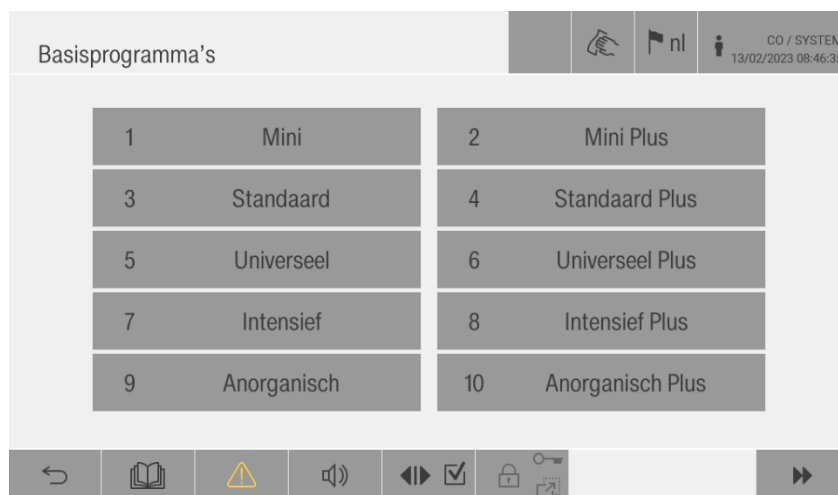 Basisprogramma's
nl
CO / SYSTEM
13/02/2023 08:46:35
1 Mini
2 Mini Plus
3 Standaard
4 Standaard Plus
5 Universeel
6 Universeel Plus
7 Intensief
8 Intensief Plus
9 Anorganisch
10 Anorganisch Plus